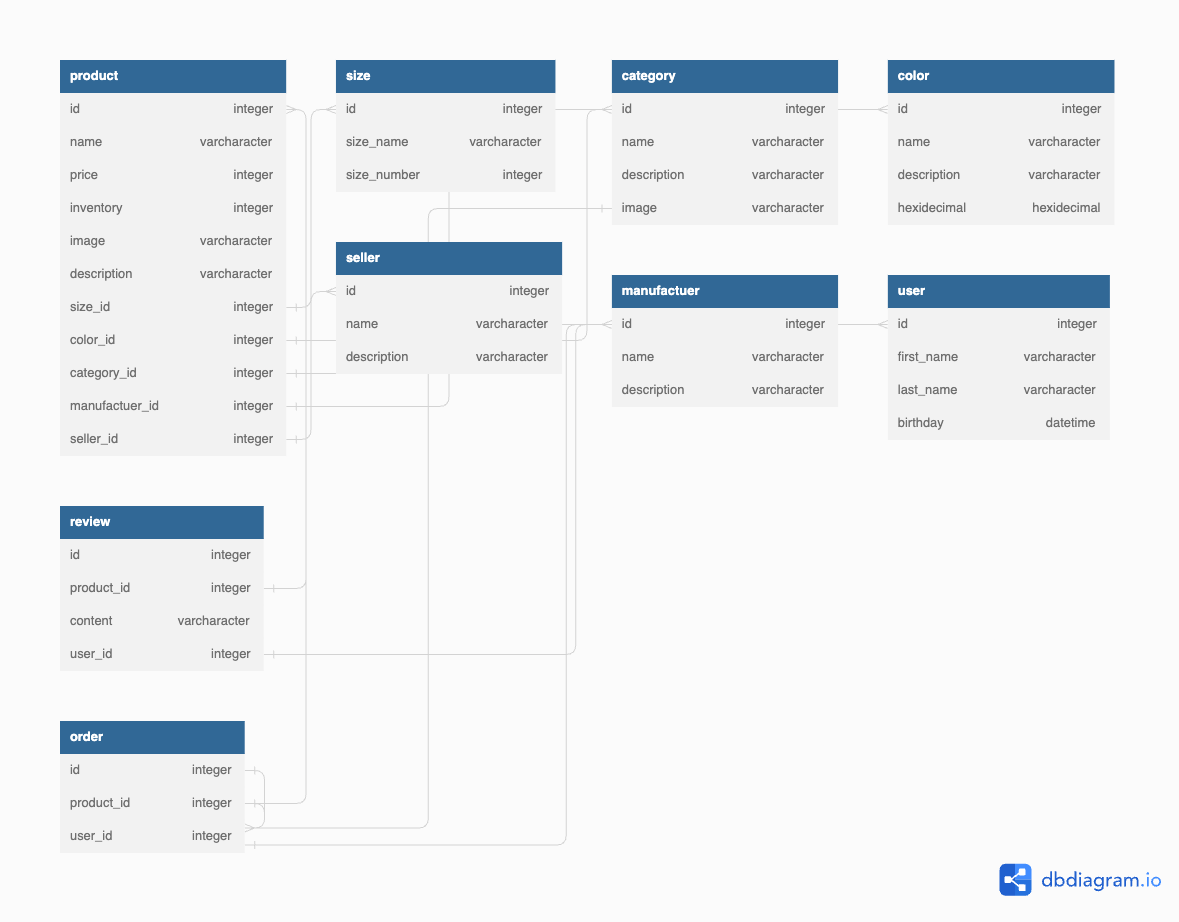 product
id integer
name varcharacter
price integer
inventory integer
image varcharacter
description varcharacter
size_id integer
color_id integer
category_id integer
manufactuer_id integer
seller_id integer
size
id integer
size_name varcharacter
size_number integer
category
id integer
name varcharacter
description varcharacter
image varcharacter
color
id integer
name varcharacter
description varcharacter
hexidecimal hexidecimal
seller
id integer
name varcharacter
description varcharacter
manufactuer
id integer
name varcharacter
description varcharacter
user
id integer
first_name varcharacter
last_name varcharacter
birthday datetime
review
id integer
product_id integer
content varcharacter
user_id integer
order
id integer
product_id integer
user_id integer
dbdiagram.io